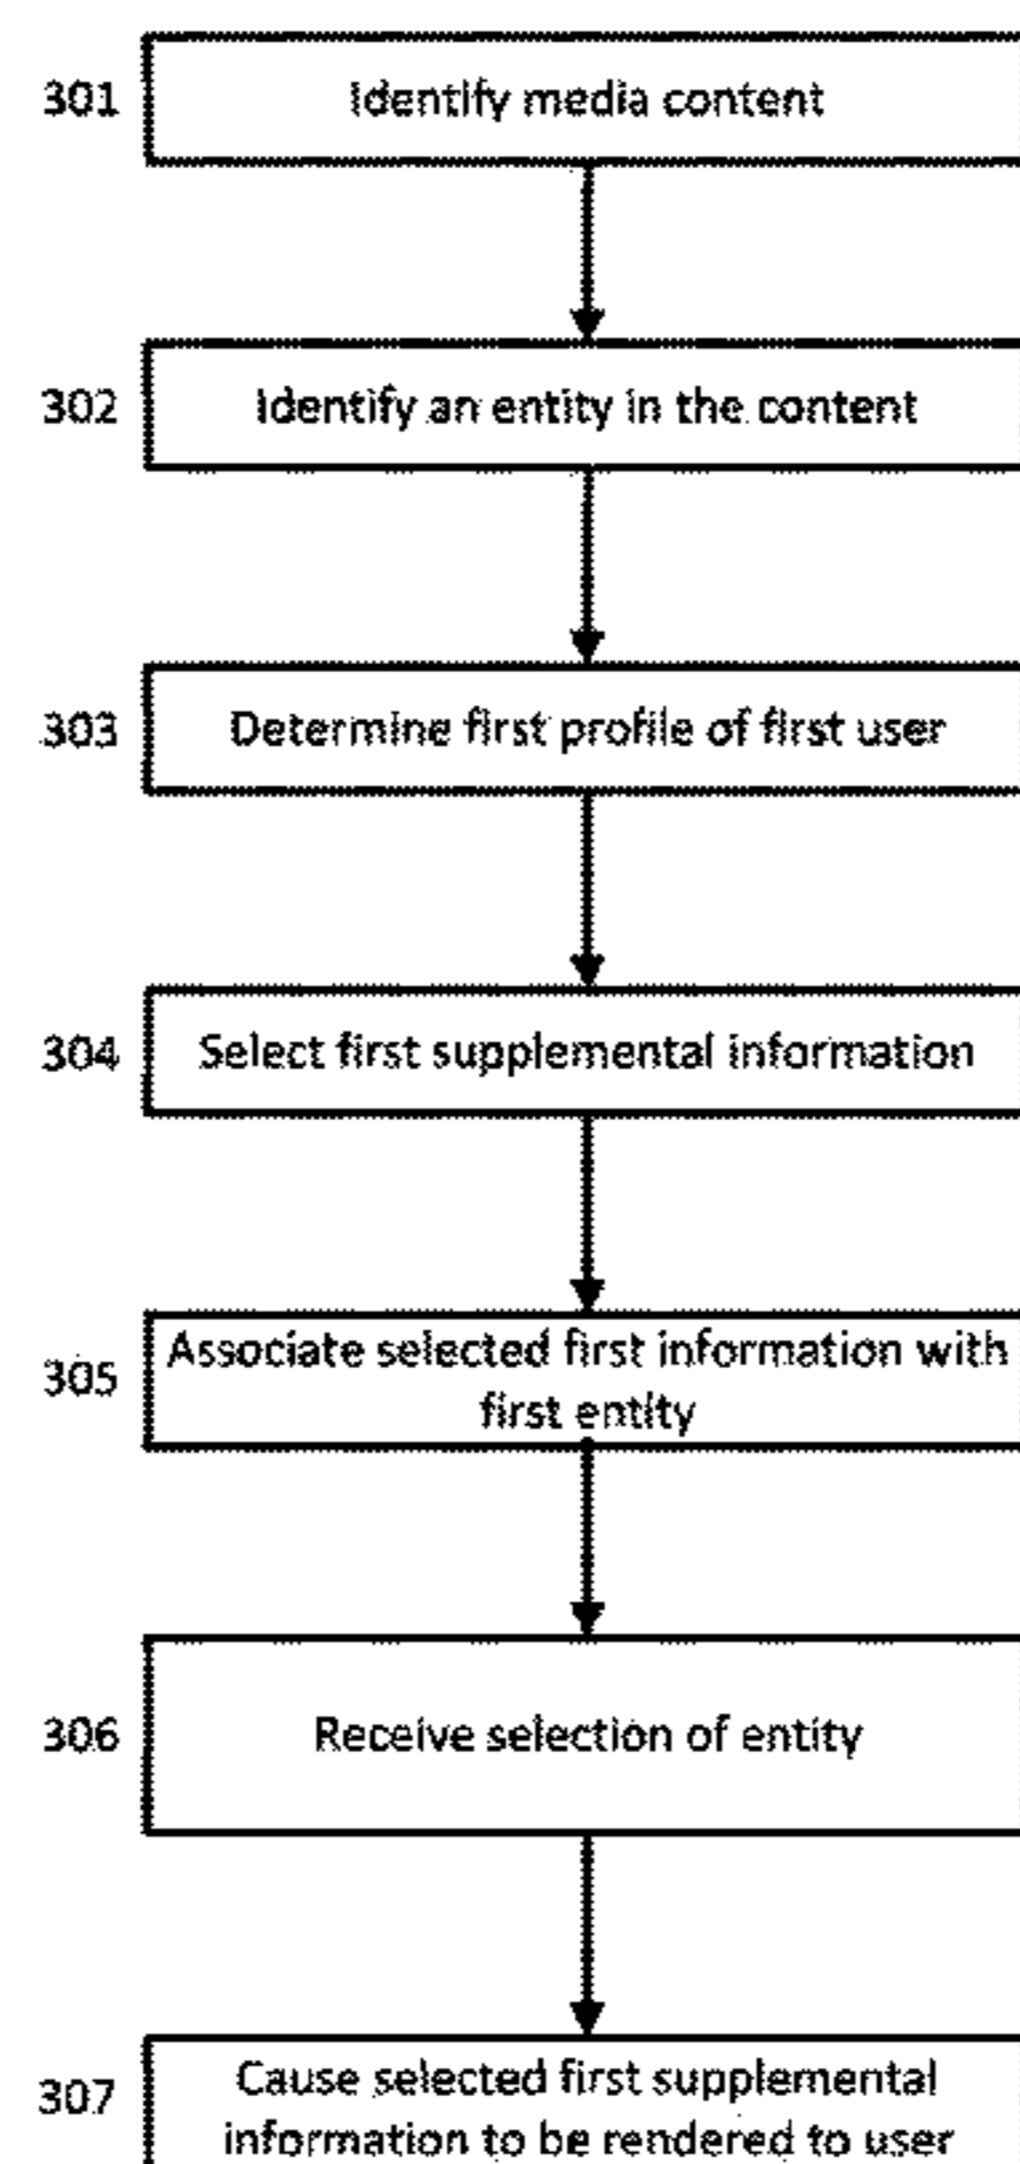 301 Identify media content
302 Identify an entity in the content
303 Determine first profile of first user
304 Select first supplemental information
305 Associate selected first information with
first entity
306 Receive selection of entity
307 Cause selected first supplemental
information to be rendered to user